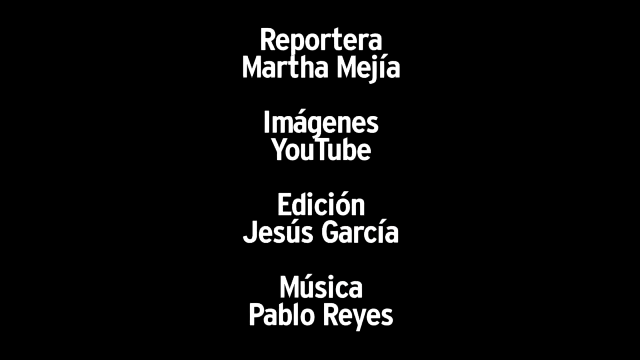 Reportera
Martha Mejía
Imágenes
YouTube
Edición
Jesús García
Música
Pablo Reyes